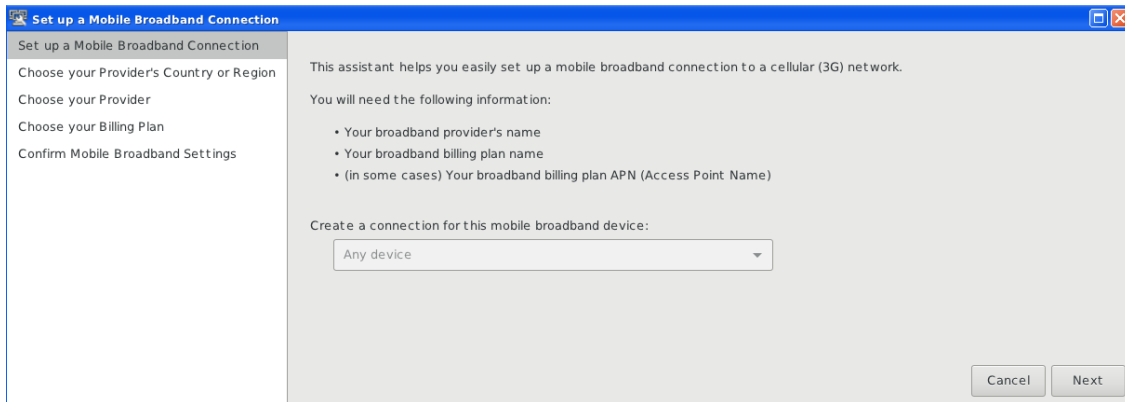 Set up a Mobile Broadband Connection
Set up a Mobile Broadband Connection
Choose your Provider's Country or Region
Choose your Provider
Choose your Billing Plan
Confirm Mobile Broadband Settings
This assistant helps you easily set up a mobile broadband connection to a cellular (3G) network.
You will need the following information:
• Your broadband provider's name
• Your broadband billing plan name
• (in some cases) Your broadband billing plan APN (Access Point Name)
Create a connection for this mobile broadband device:
Any device
Cancel
Next